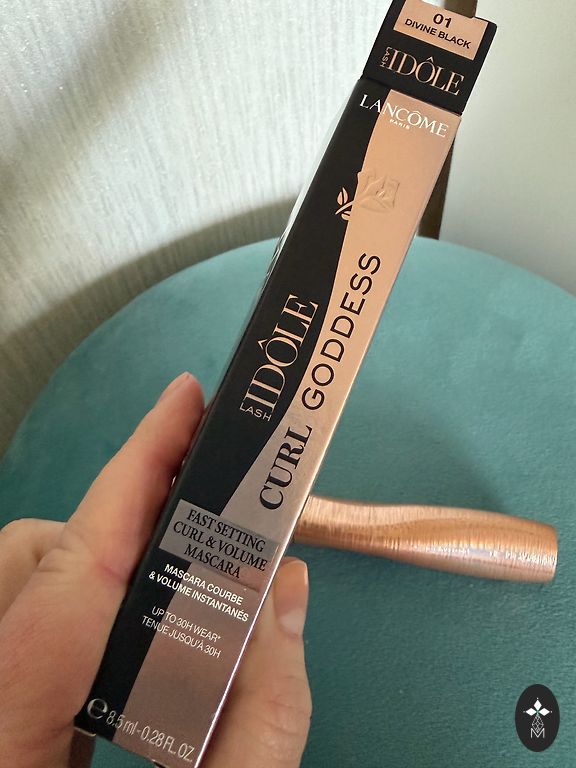 01
DIVINE BLACK
LASH
IDÔLE
LANCÔME
PARIS
LASH
IDÔLE
CURL GODDESS
FAST SETTING
CURL & VOLUME
MASCARA
MASCARA COURBE
& VOLUME INSTANTANÉS
UP TO 30H WEAR*
TENUE JUSQU'À 30H
℮ 8.5 ml - 0.28 FL. OZ.
M